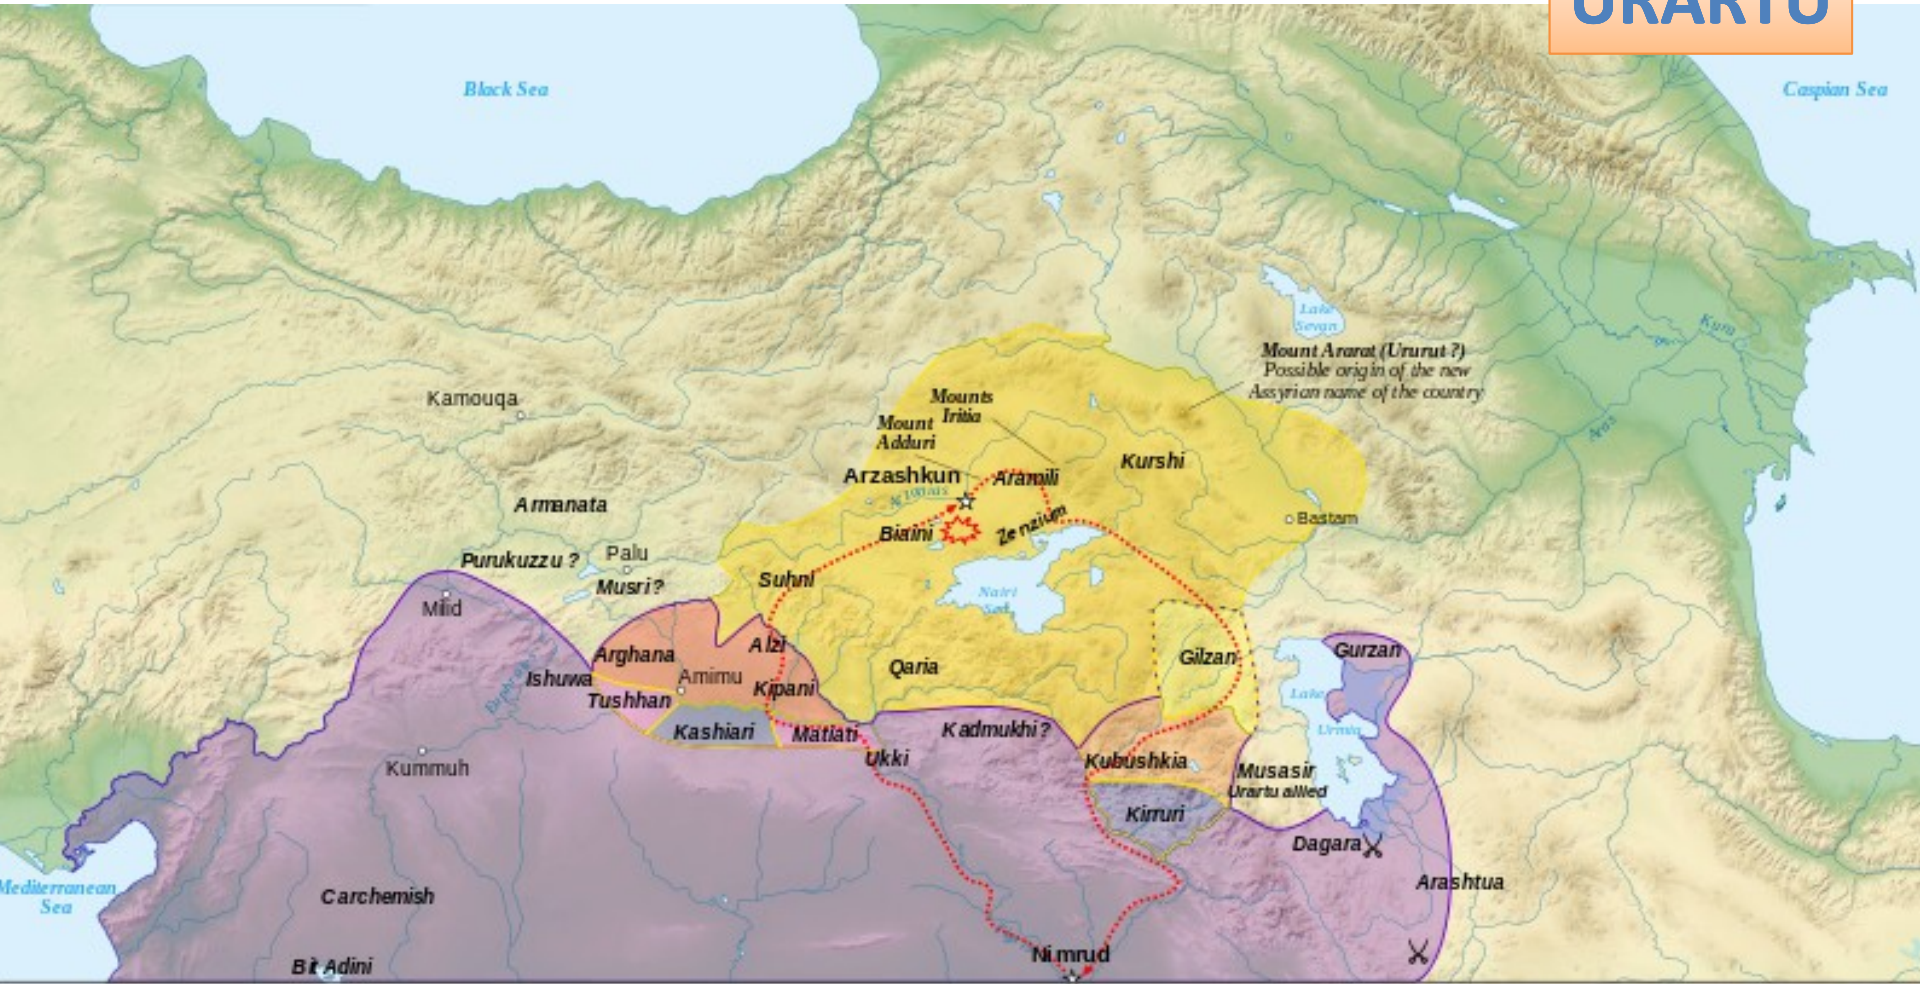 URARTU
Black Sea
Caspian Sea
Lake
Sevan
Kura
Mount Ararat (Ururut ?)
Possible origin of the new
Assyrian name of the country
Kamouqa
Mounts
Iritia
Mount
Adduri
Aras
Kurshi
Arzashkun
Aramili
Arsanias
Armanata
Bastam
Zenzium
Biaini
Purukuzzu ?
Palu
Musri?
Suhni
Nairi
Sea
Milid
Alzi
Arghana
Gurzan
Gilzan
Qaria
Ishuwa
Amimu
Kipani
Euphrates
Tushhan
Lake
Urmia
Kashiari
Matiati
Kadmukhi?
Ukki
Kubushkia
Kummuh
Musasir
Urartu allied
Kirruri
Dagara
Arashtua
Mediterranean
Sea
Carchemish
Nimrud
Bit Adini